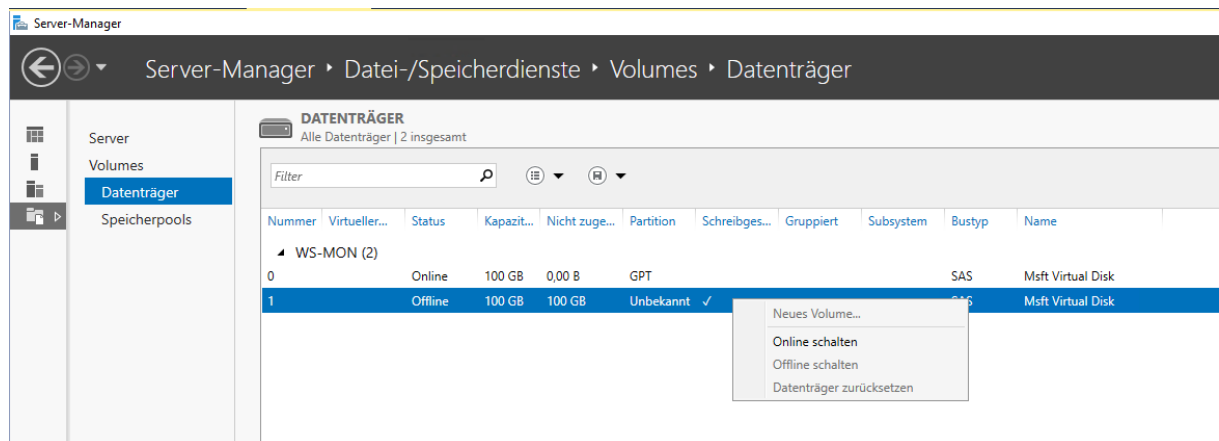 Server-Manager
Server-Manager ‣ Datei-/Speicherdienste ‣ Volumes ‣ Datenträger
Server
Volumes
Datenträger
Speicherpools
DATENTRÄGER
Alle Datenträger | 2 insgesamt
Filter
Nummer Virtueller... Status Kapazit... Nicht zuge... Partition Schreibges... Gruppiert Subsystem Bustyp Name
WS-MON (2)
0 Online 100 GB 0,00 B GPT SAS Msft Virtual Disk
1 Offline 100 GB 100 GB Unbekannt ✓ SAS Msft Virtual Disk
Neues Volume...
Online schalten
Offline schalten
Datenträger zurücksetzen